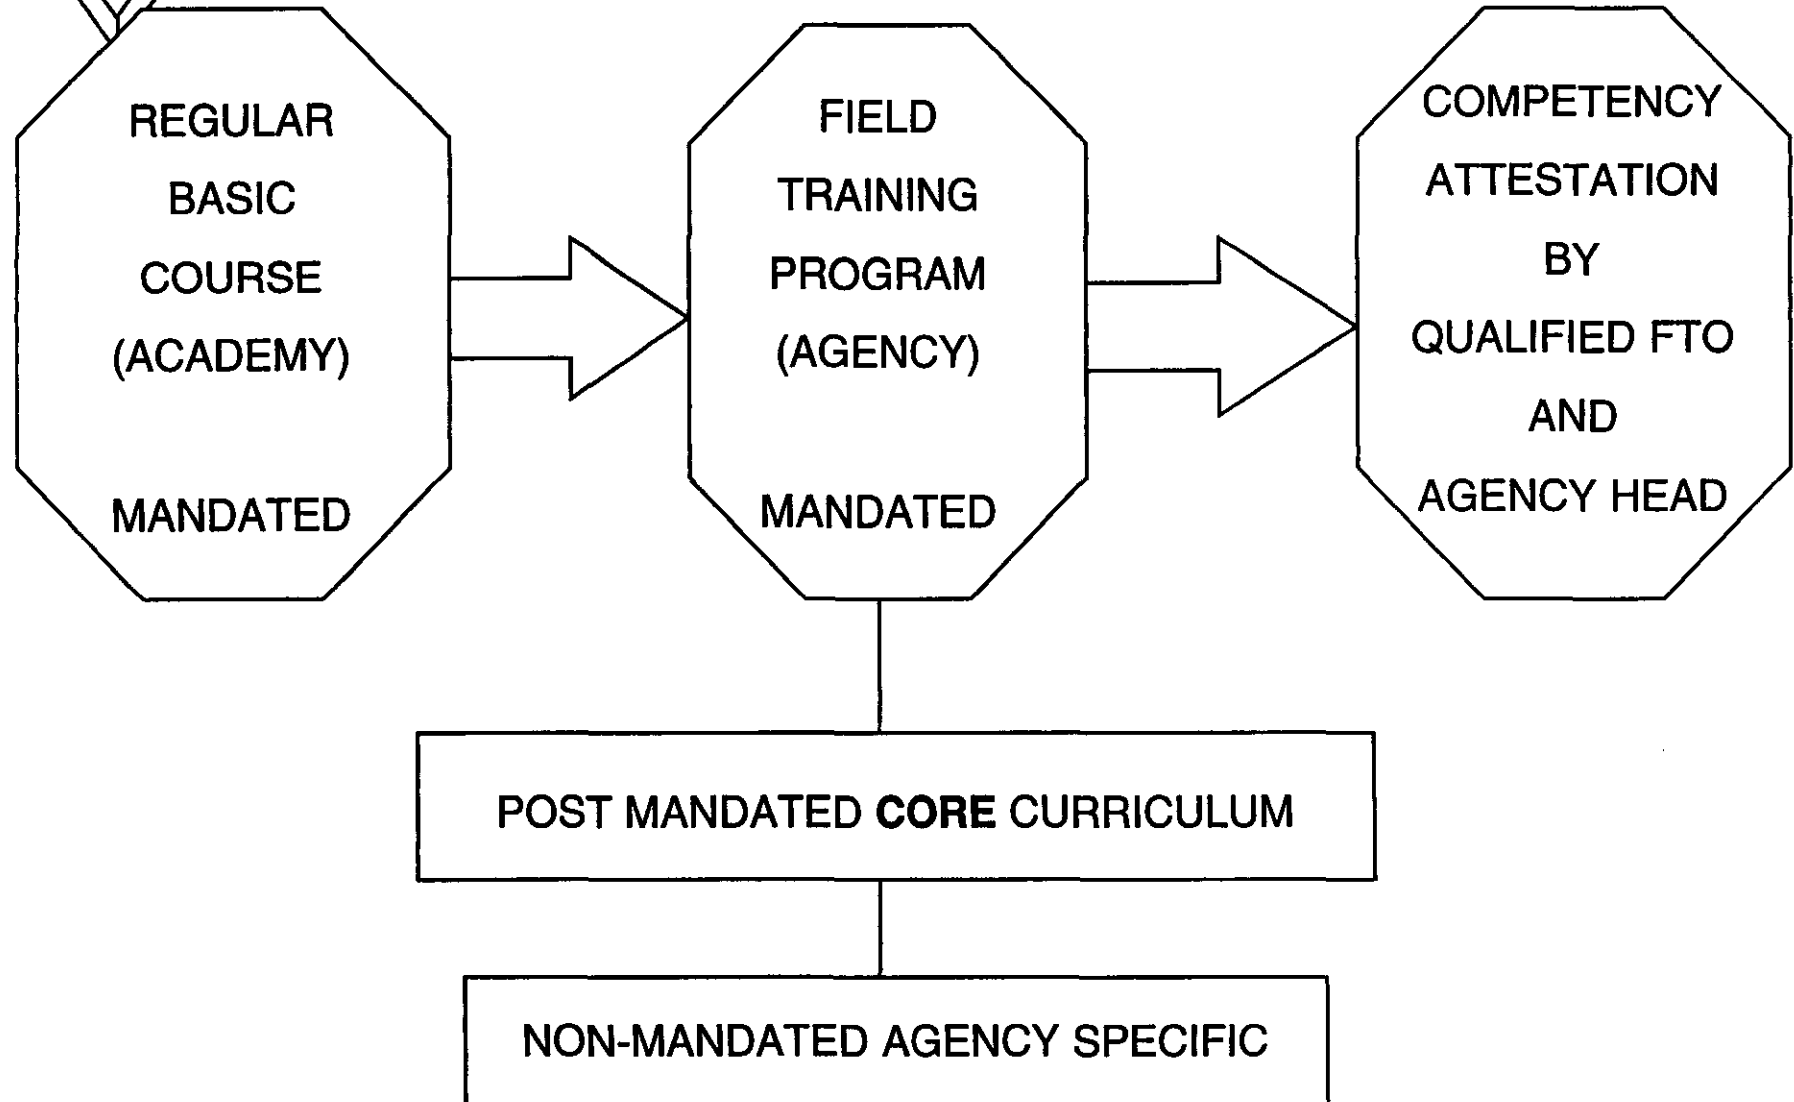 REGULAR
BASIC
COURSE
(ACADEMY)
MANDATED
FIELD
TRAINING
PROGRAM
(AGENCY)
MANDATED
COMPETENCY
ATTESTATION
BY
QUALIFIED FTO
AND
AGENCY HEAD
POST MANDATED CORE CURRICULUM
NON-MANDATED AGENCY SPECIFIC